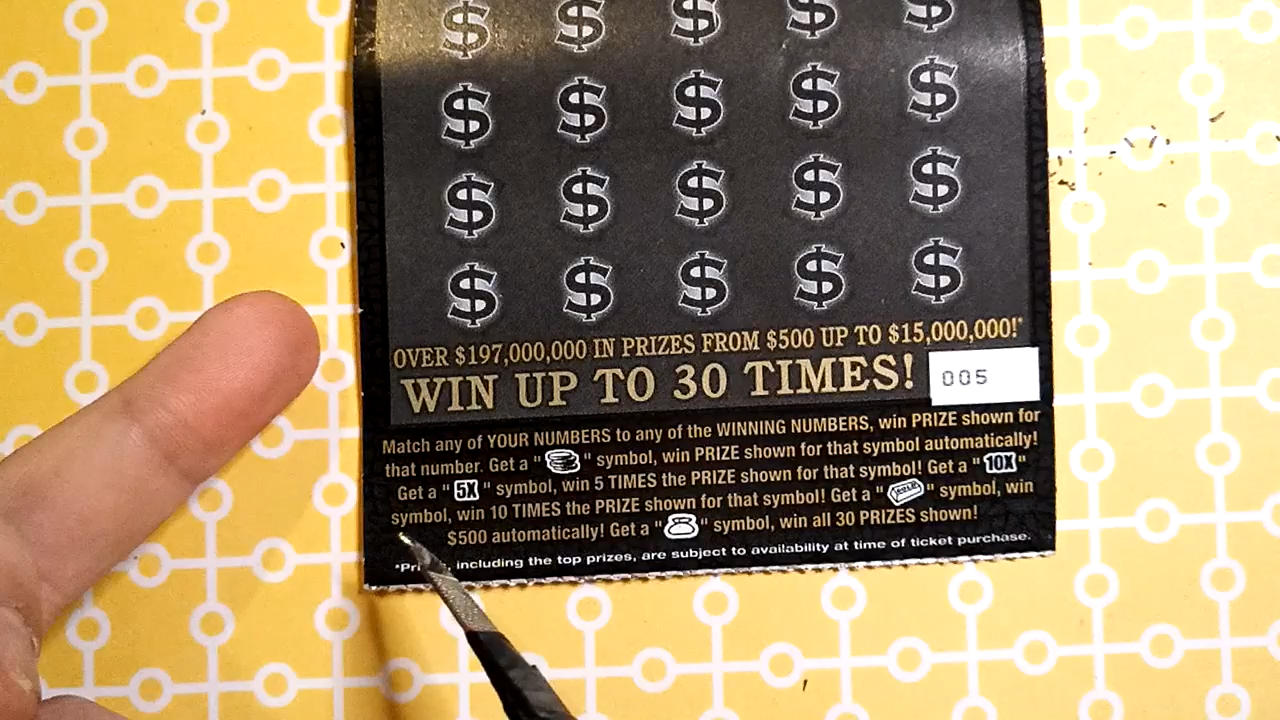 $ $ $ $ $
$ $ $ $ $
$ $ $ $ $
$ $ $ $ $
OVER $197,000,000 IN PRIZES FROM $500 UP TO $15,000,000!*
WIN UP TO 30 TIMES! 005
Match any of YOUR NUMBERS to any of the WINNING NUMBERS, win PRIZE shown for
that number. Get a " " symbol, win PRIZE shown for that symbol automatically!
Get a " 5X " symbol, win 5 TIMES the PRIZE shown for that symbol! Get a " 10X "
symbol, win 10 TIMES the PRIZE shown for that symbol! Get a " GOLD " symbol, win
$500 automatically! Get a " " symbol, win all 30 PRIZES shown!
including the top prizes, are subject to availability at time of ticket purchase.